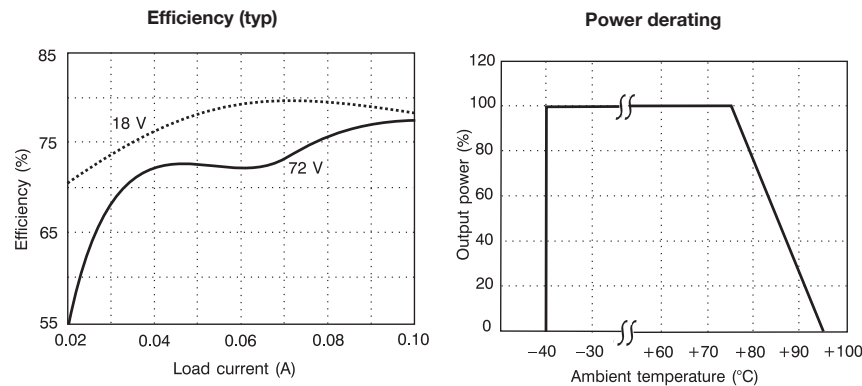 Efficiency (typ)
85
75
65
55
Efficiency (%)
18 V
72 V
0.02 0.04 0.06 0.08 0.10
Load current (A)
Power derating
120
100
80
60
40
20
0
Output power (%)
−40 −30 +60 +70 +80 +90 +100
Ambient temperature (°C)